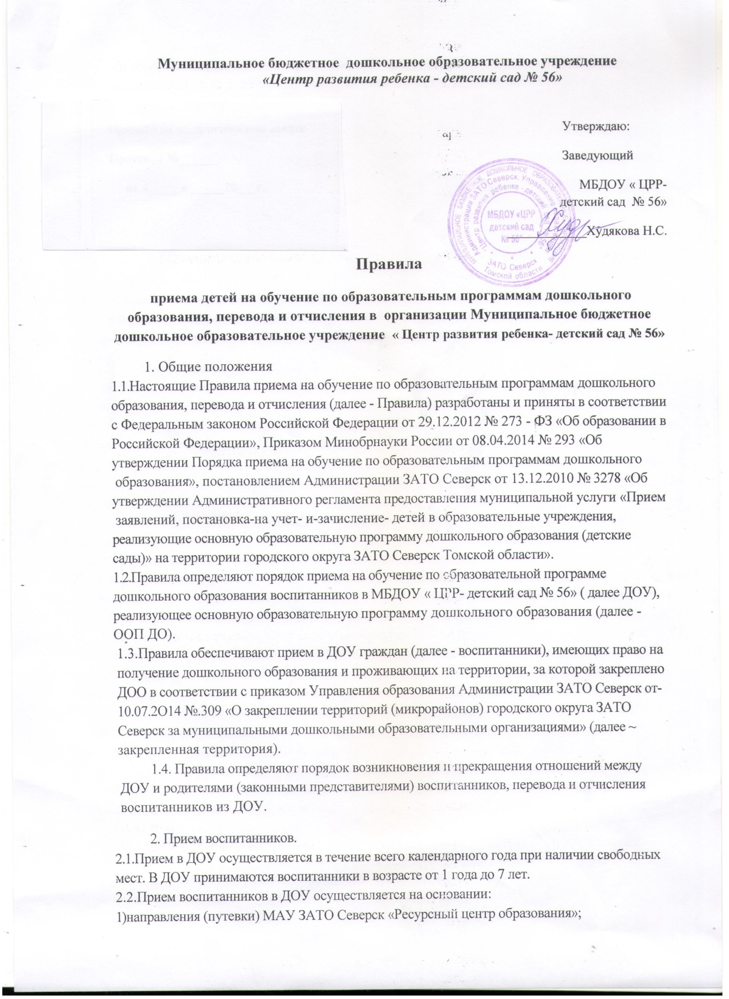 Муниципальное бюджетное дошкольное образовательное учреждение
«Центр развития ребенка - детский сад № 56»
Утверждаю:
Заведующий
МБДОУ « ЦРР-
детский сад № 56»
Худякова Н.С.
МУНИЦИПАЛЬНОЕ БЮДЖЕТНОЕ ДОШКОЛЬНОЕ ОБРАЗОВАТЕЛЬНОЕ
Администрация ЗАТО Северск. Управление
Центр развития ребенка - детский сад № 56
МБДОУ «ЦРР
детский сад
№ 56"
ЗАТО Северск
Томской области
Правила
приема детей на обучение по образовательным программам дошкольного
образования, перевода и отчисления в организации Муниципальное бюджетное
дошкольное образовательное учреждение « Центр развития ребенка- детский сад № 56»
1. Общие положения
1.1.Настоящие Правила приема на обучение по образовательным программам дошкольного
образования, перевода и отчисления (далее - Правила) разработаны и приняты в соответствии
с Федеральным законом Российской Федерации от 29.12.2012 № 273 - ФЗ «Об образовании в
Российской Федерации», Приказом Минобрнауки России от 08.04.2014 № 293 «Об
утверждении Порядка приема на обучение по образовательным программам дошкольного
образования», постановлением Администрации ЗАТО Северск от 13.12.2010 № 3278 «Об
утверждении Административного регламента предоставления муниципальной услуги «Прием
заявлений, постановка-на учет- и-зачисление- детей в образовательные учреждения,
реализующие основную образовательную программу дошкольного образования (детские
сады)» на территории городского округа ЗАТО Северск Томской области».
1.2.Правила определяют порядок приема на обучение по образовательной программе
дошкольного образования воспитанников в МБДОУ « ЦРР- детский сад № 56» ( далее ДОУ),
реализующее основную образовательную программу дошкольного образования (далее -
ООП ДО).
1.3.Правила обеспечивают прием в ДОУ граждан (далее - воспитанники), имеющих право на
получение дошкольного образования и проживающих на территории, за которой закреплено
ДОО в соответствии с приказом Управления образования Администрации ЗАТО Северск от-
10.07.2О14 №.309 «О закреплении территорий (микрорайонов) городского округа ЗАТО
Северск за муниципальными дошкольными образовательными организациями» (далее ~
закрепленная территория).
1.4. Правила определяют порядок возникновения и прекращения отношений между
ДОУ и родителями (законными представителями) воспитанников, перевода и отчисления
воспитанников из ДОУ.
2. Прием воспитанников.
2.1.Прием в ДОУ осуществляется в течение всего календарного года при наличии свободных
мест. В ДОУ принимаются воспитанники в возрасте от 1 года до 7 лет.
2.2.Прием воспитанников в ДОУ осуществляется на основании:
1)направления (путевки) МАУ ЗАТО Северск «Ресурсный центр образования»;